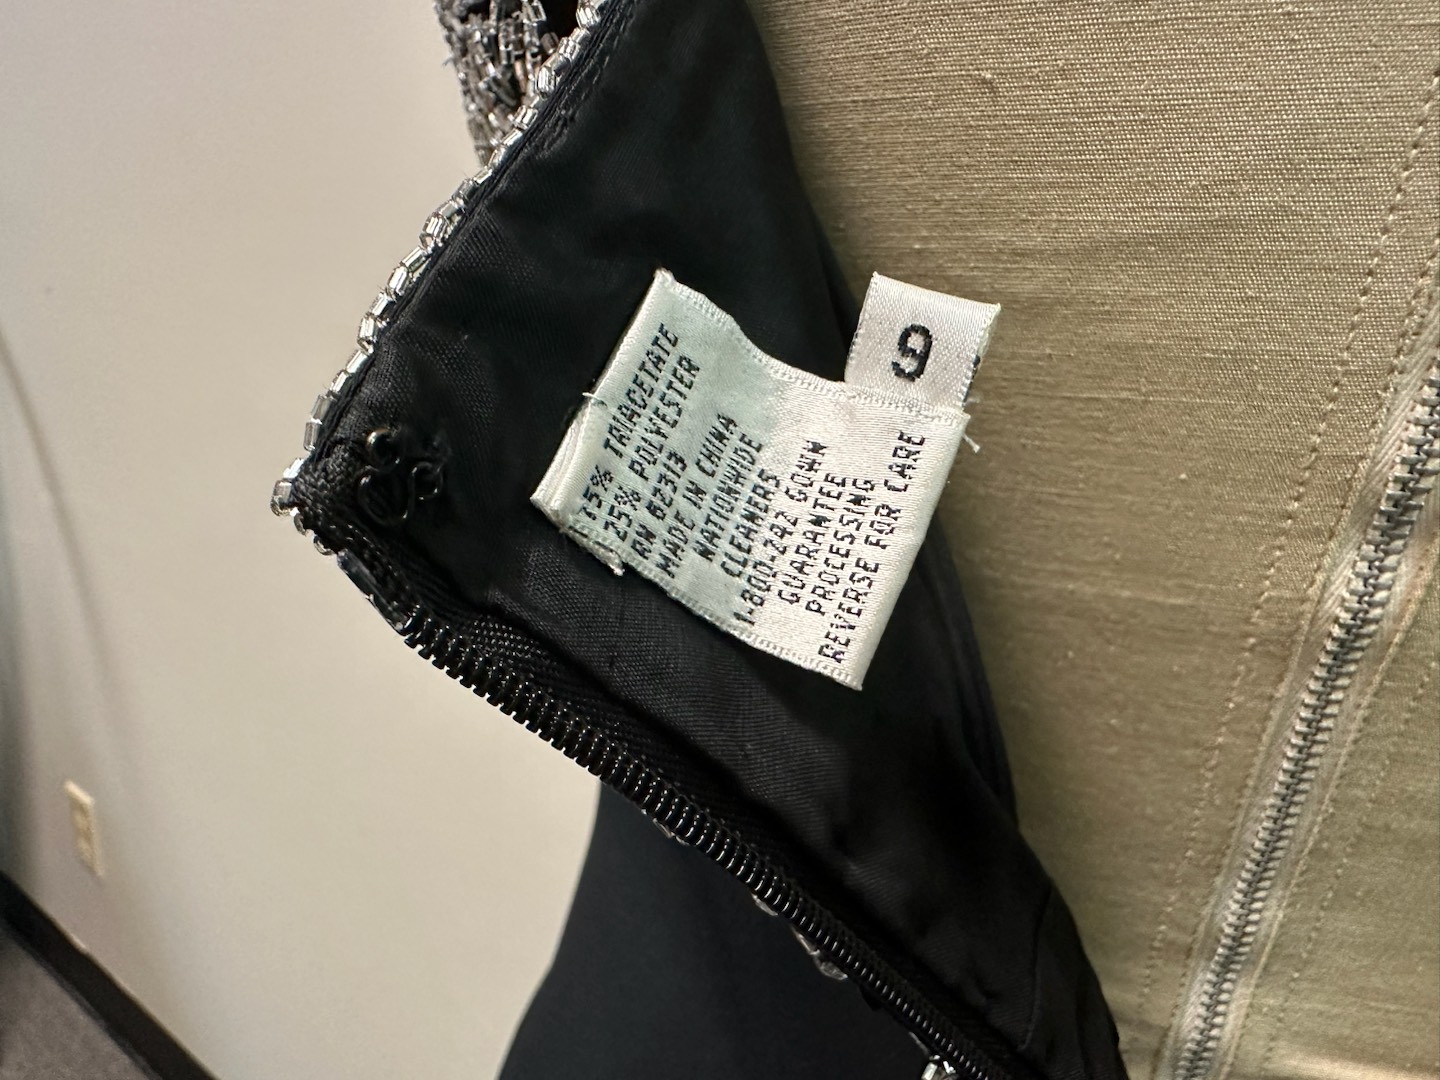 75% TRIACETATE
25% POLYESTER
RN 62313
MADE IN CHINA
NATIONWIDE
CLEANERS
1-800-242 GOWN
GUARANTEE
PROCESSING
REVERSE FOR CARE
6